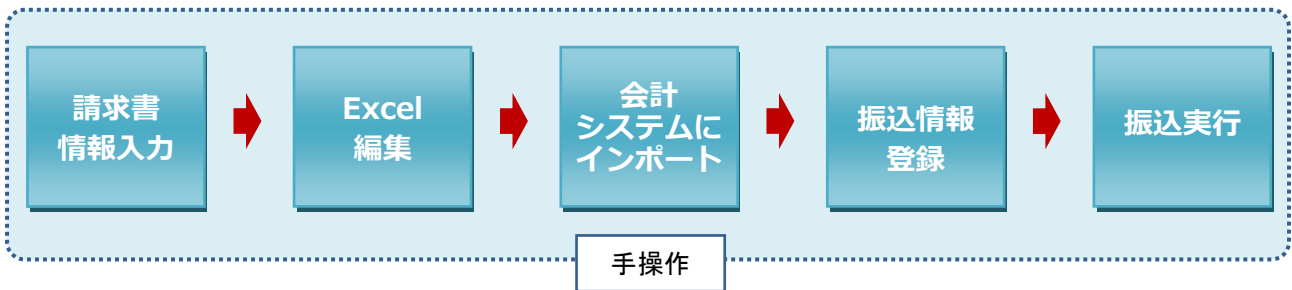 請求書
情報入力
Excel
編集
会計
システムに
インポート
振込情報
登録
振込実行
手操作